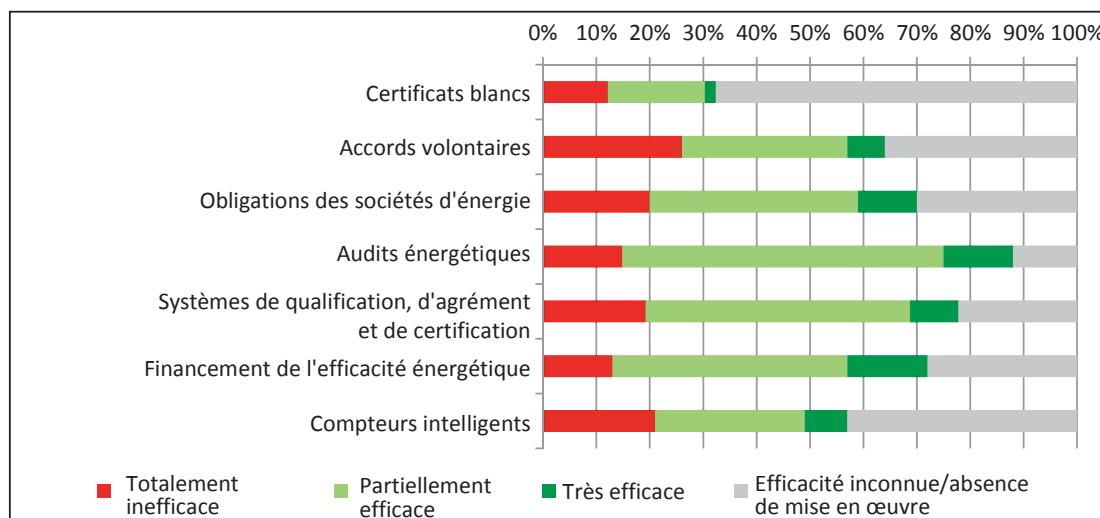 0% 10% 20% 30% 40% 50% 60% 70% 80% 90% 100%
Certificats blancs
Accords volontaires
Obligations des sociétés d'énergie
Audits énergétiques
Systèmes de qualification, d'agrément
et de certification
Financement de l'efficacité énergétique
Compteurs intelligents
Totalement
inefficace
Partiellement
efficace
Très efficace
Efficacité inconnue/absence
de mise en œuvre